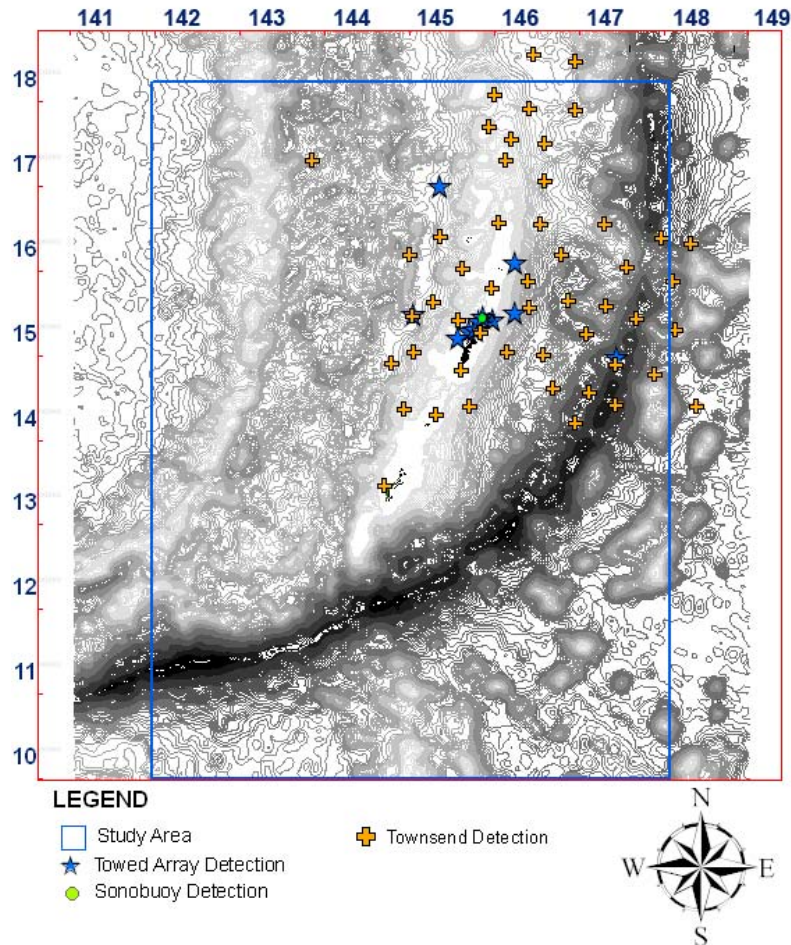 141 142 143 144 145 146 147 148 149
18
17
16
15
14
13
12
11
10
LEGEND
Study Area
Townsend Detection
Towed Array Detection
Sonobuoy Detection
N
W E
S